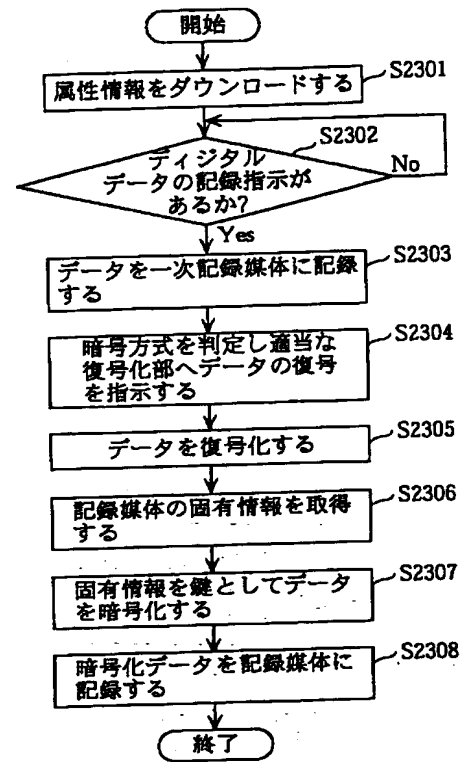 開始
属性情報をダウンロードする
S2301
S2302
ディジタル
データの記録指示が
あるか?
No
Yes
データを一次記録媒体に記録
する
S2303
暗号方式を判定し適当な
復号化部へデータの復号
を指示する
S2304
データを復号化する
S2305
記録媒体の固有情報を取得
する
S2306
固有情報を鍵としてデータ
を暗号化する
S2307
暗号化データを記録媒体に
記録する
S2308
終了